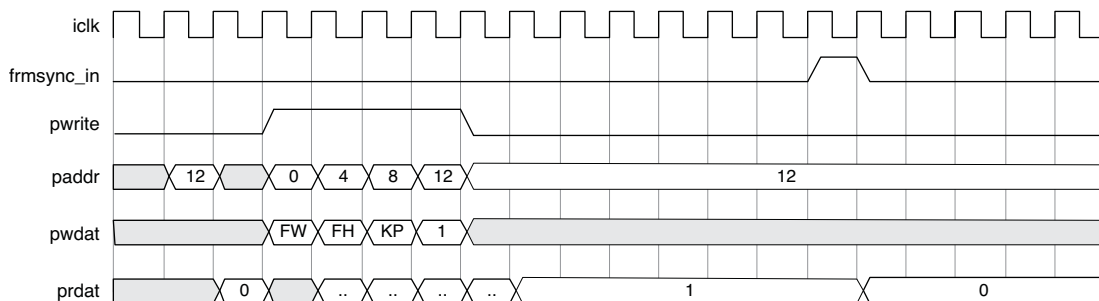 iclk
frmsync_in
pwrite
paddr 12 0 4 8 12 12
pwdat FW FH KP 1
prdat 0 .. .. .. .. 1 0